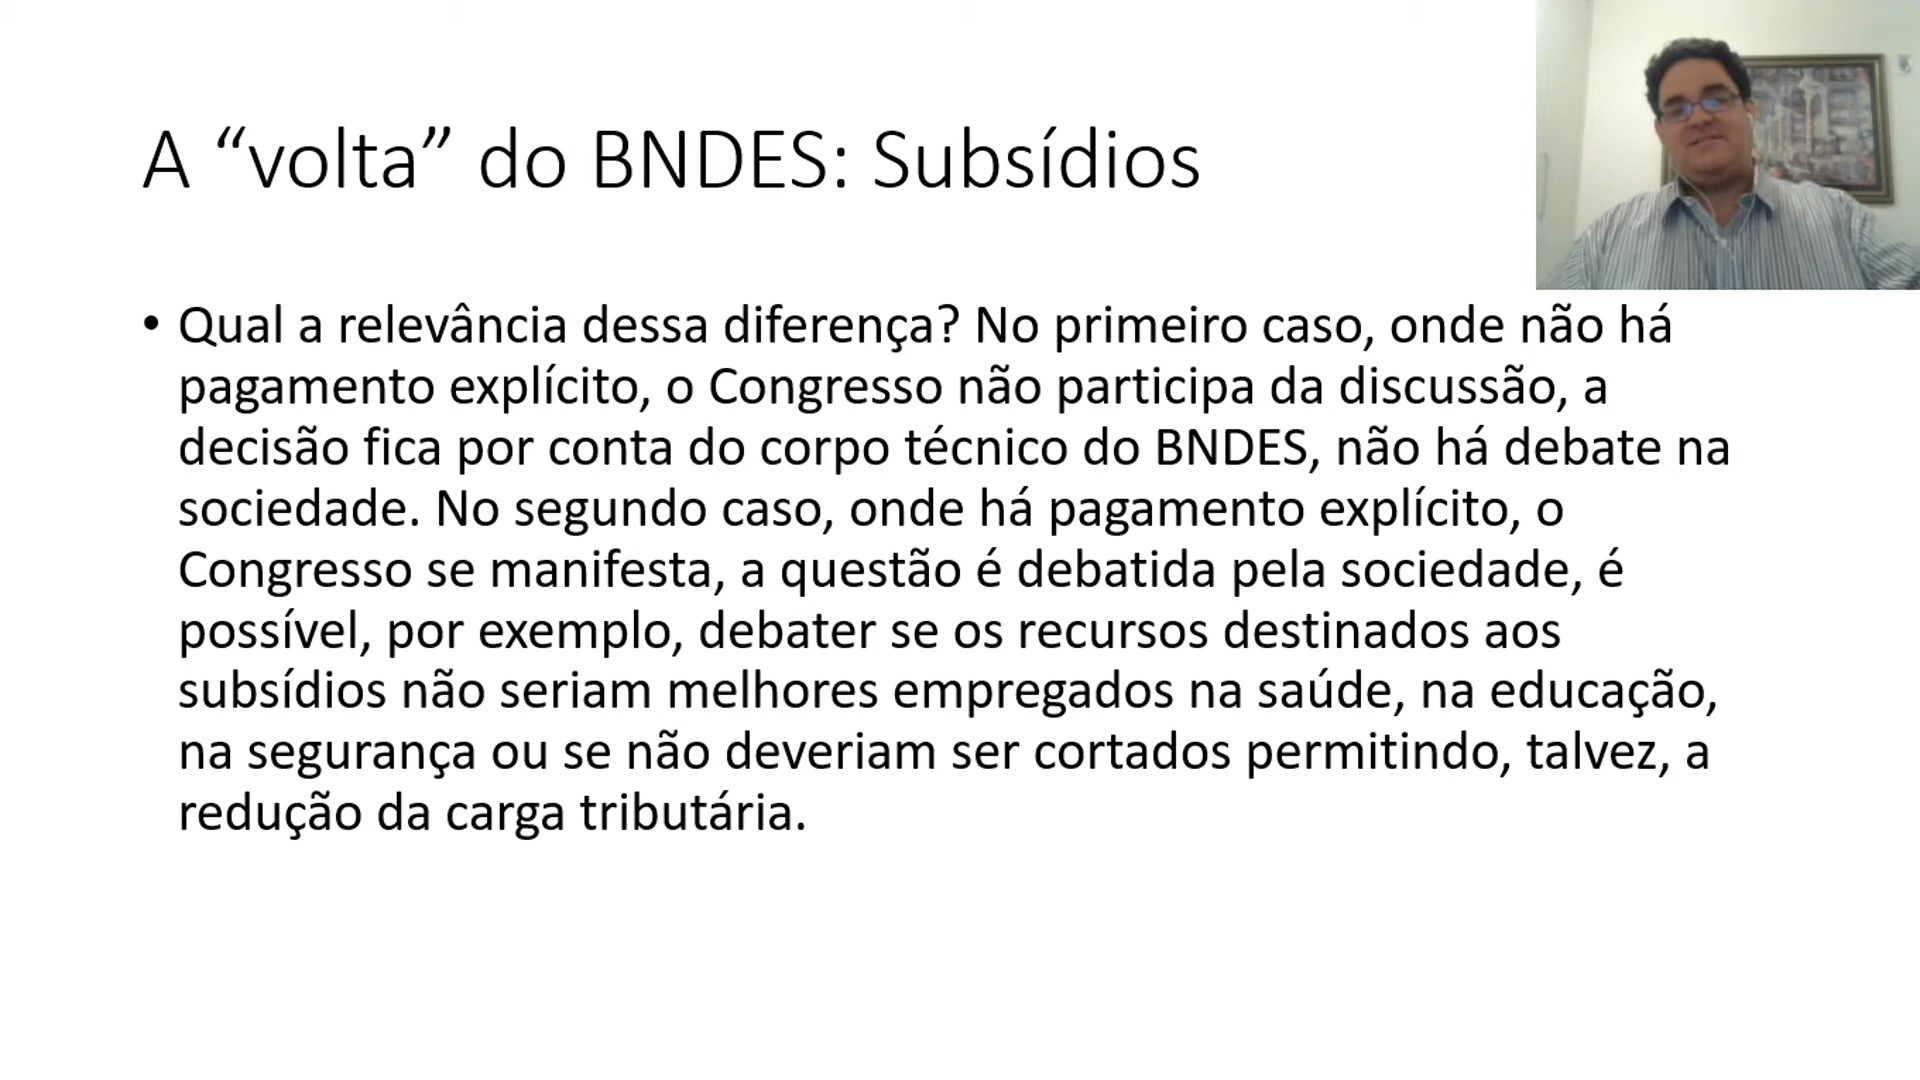 A “volta” do BNDES: Subsídios
• Qual a relevância dessa diferença? No primeiro caso, onde não há
pagamento explícito, o Congresso não participa da discussão, a
decisão fica por conta do corpo técnico do BNDES, não há debate na
sociedade. No segundo caso, onde há pagamento explícito, o
Congresso se manifesta, a questão é debatida pela sociedade, é
possível, por exemplo, debater se os recursos destinados aos
subsídios não seriam melhores empregados na saúde, na educação,
na segurança ou se não deveriam ser cortados permitindo, talvez, a
redução da carga tributária.